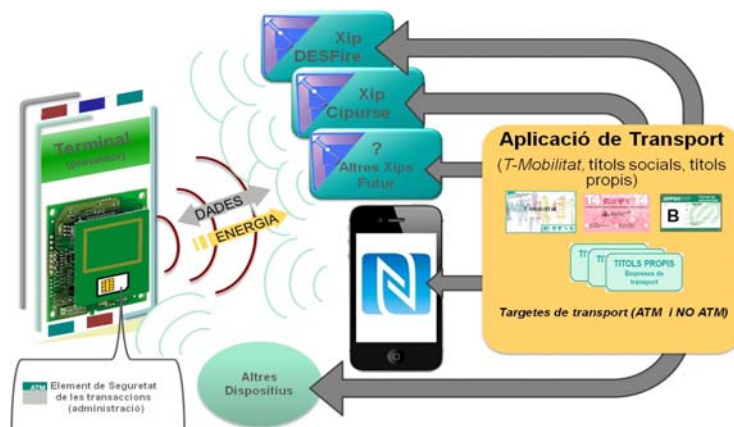 Xip
DESFire
Xip
Cipurse
?
Altres Xips
Futur
Terminal
(proveïdor)
DADES
ENERGIA
Aplicació de Transport
(T-Mobilitat, títols socials, títols
propis)
T4
T4
B
TITOLS PROPIS
Empreses de
transport
Targetes de transport (ATM i NO ATM)
Altres
Dispositius
ATM
Element de Seguretat
de les transaccions
(administració)